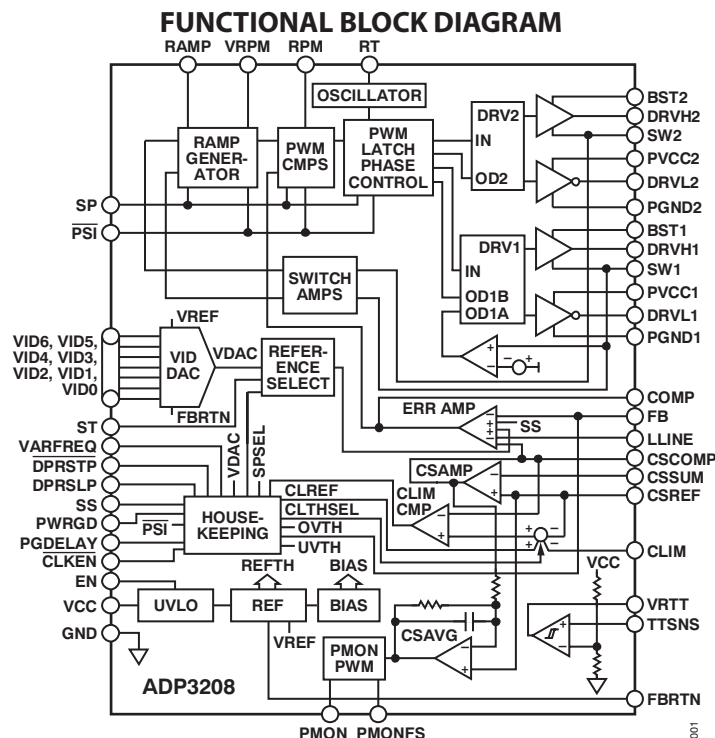 FUNCTIONAL BLOCK DIAGRAM
RAMP VRPM RPM RT
OSCILLATOR
RAMP
GENER-
ATOR
PWM
CMPS
PWM
LATCH
PHASE
CONTROL
DRV2
IN
OD2
BST2
DRVH2
SW2
PVCC2
DRVL2
PGND2
SP
PSI
DRV1
IN
OD1B
OD1A
BST1
DRVH1
SW1
PVCC1
DRVL1
PGND1
SWITCH
AMPS
VID6, VID5,
VID4, VID3,
VID2, VID1,
VID0
VREF
VID
DAC
FBRTN
VDAC
REFER-
ENCE
SELECT
ERR AMP
SS
COMP
FB
LLINE
CSCOMP
CSSUM
CSREF
CLIM
ST
VARFREQ
DPRSTP
DPRSLP
SS
PWRGD
PGDELAY
CLKEN
EN
VCC
GND
VDAC
SPSEL
PSI
HOUSE-
KEEPING
CLREF
CLTHSEL
OVTH
UVTH
CSAMP
CLIM
CMP
REFTH
BIAS
UVLO
REF
BIAS
VREF
CSAVG
PMON
PWM
VCC
VRTT
TTSNS
FBRTN
ADP3208
PMON PMONFS
001